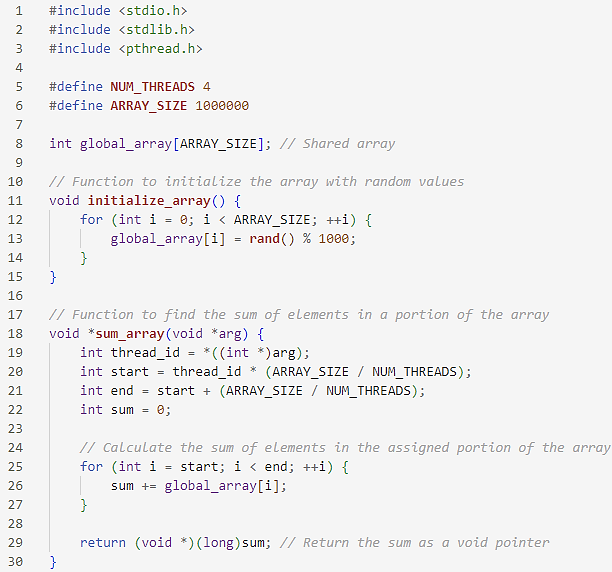 1 #include <stdio.h>
2 #include <stdlib.h>
3 #include <pthread.h>
4
5 #define NUM_THREADS 4
6 #define ARRAY_SIZE 1000000
7
8 int global_array[ARRAY_SIZE]; // Shared array
9
10 // Function to initialize the array with random values
11 void initialize_array() {
12     for (int i = 0; i < ARRAY_SIZE; ++i) {
13         global_array[i] = rand() % 1000;
14     }
15 }
16
17 // Function to find the sum of elements in a portion of the array
18 void *sum_array(void *arg) {
19     int thread_id = *((int *)arg);
20     int start = thread_id * (ARRAY_SIZE / NUM_THREADS);
21     int end = start + (ARRAY_SIZE / NUM_THREADS);
22     int sum = 0;
23
24     // Calculate the sum of elements in the assigned portion of the array
25     for (int i = start; i < end; ++i) {
26         sum += global_array[i];
27     }
28
29     return (void *)(long)sum; // Return the sum as a void pointer
30 }